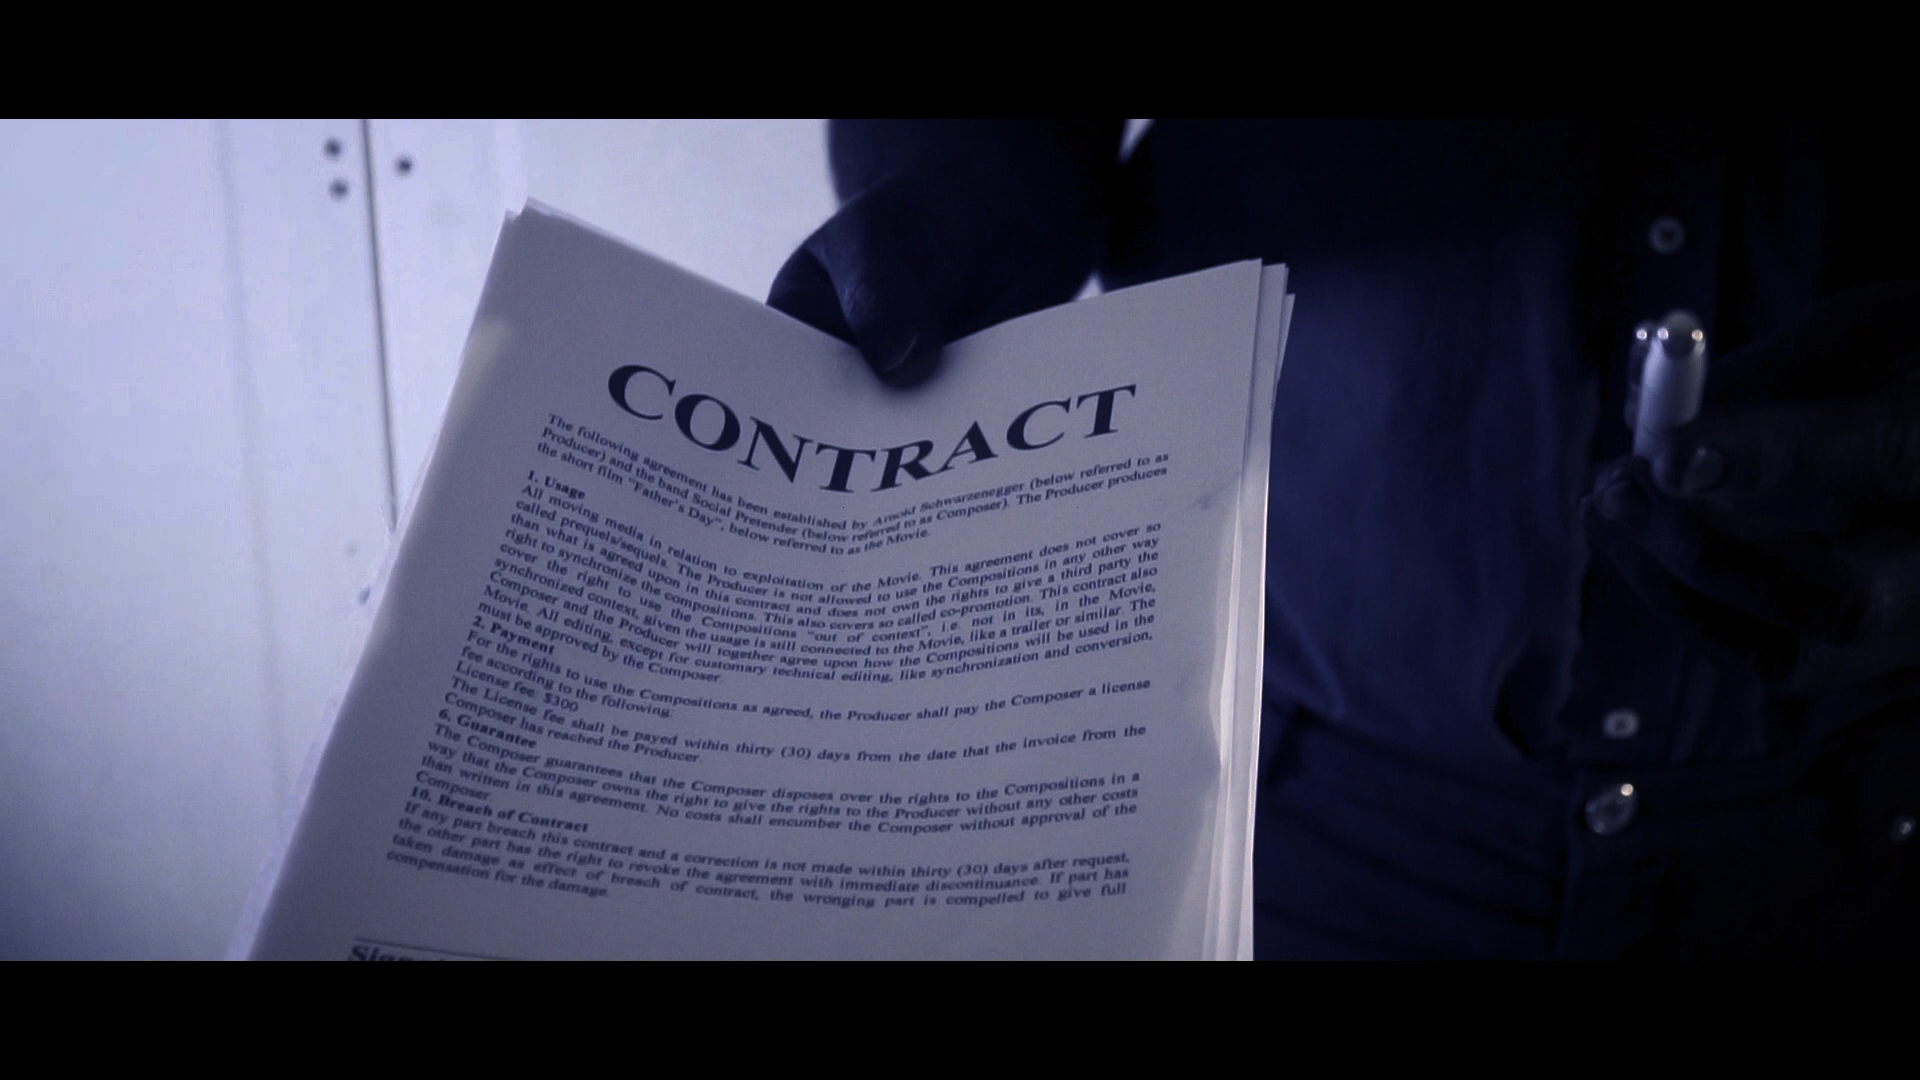 CONTRACT
The following agreement has been established by Arnold Schwarzenegger (below referred to as
Producer) and the band Social Pretender (below referred to as Composer). The Producer produces
the short film "Father's Day", below referred to as the Movie.
1. Usage
All moving media in relation to exploitation of the Movie. This agreement does not cover so
called prequels/sequels. The Producer is not allowed to use the Compositions in any other way
than what is agreed upon in this contract and does not own the rights to give a third party the
right to synchronize the compositions. This also covers so called co-promotion. This contract also
cover the right to use the Compositions "out of context", i.e. not in its, in the Movie,
synchronized context, given the usage is still connected to the Movie, like a trailer or similar. The
Composer and the Producer will together agree upon how the Compositions will be used in the
Movie. All editing, except for customary technical editing, like synchronization and conversion,
must be approved by the Composer.
2. Payment
For the rights to use the Compositions as agreed, the Producer shall pay the Composer a license
fee according to the following:
License fee: $300
The License fee shall be payed within thirty (30) days from the date that the invoice from the
Composer has reached the Producer.
6. Guarantee
The Composer guarantees that the Composer disposes over the rights to the Compositions in a
way that the Composer owns the right to give the rights to the Producer without any other costs
than written in this agreement. No costs shall encumber the Composer without approval of the
Composer.
10. Breach of Contract
If any part breach this contract and a correction is not made within thirty (30) days after request,
the other part has the right to revoke the agreement with immediate discontinuance. If part has
taken damage as effect of breach of contract, the wronging part is compelled to give full
compensation for the damage.